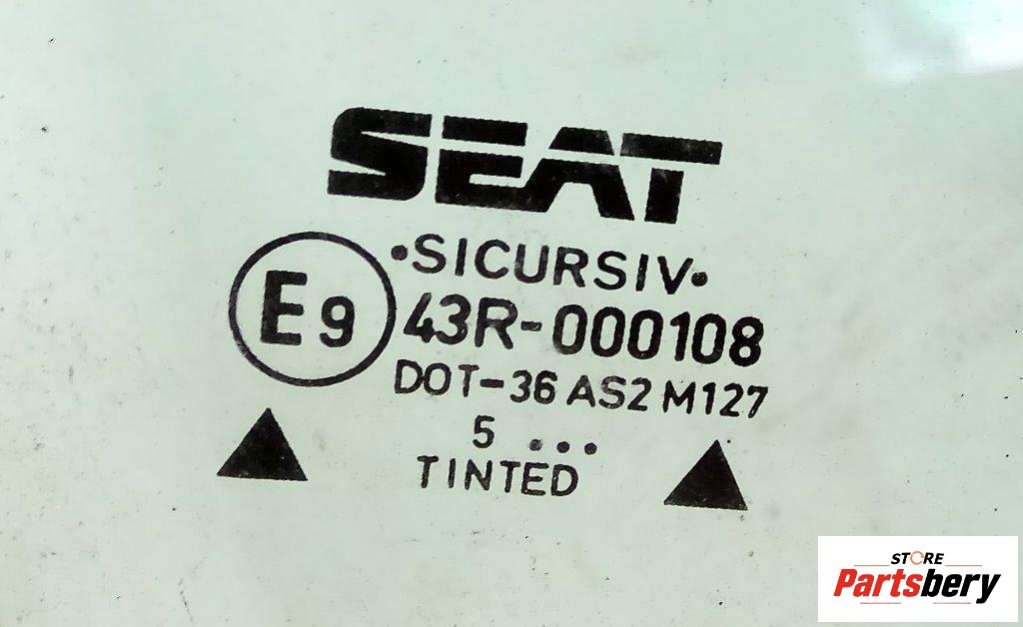 SEAT
•SICURSIV•
E9 43R-000108
DOT-36 AS2 M127
5 ...
TINTED
STORE
Partsbery